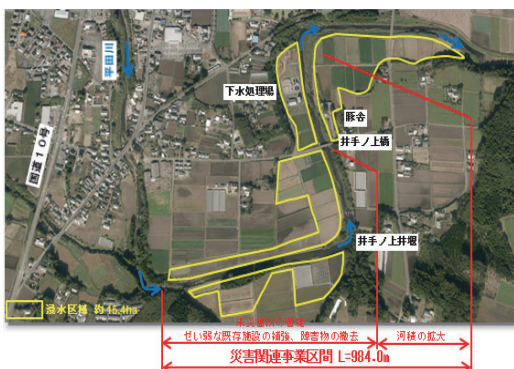 平田川
国道10号
下水処理場
豚舎
井手ノ上橋
井手ノ上井堰
湛水区域 約15.4ha
ぜい弱な既存施設の補強、障害物の撤去
河積の拡大
災害関連事業区間 L=984.0m